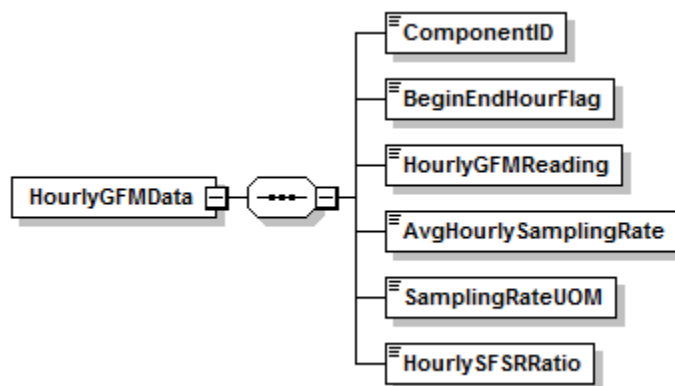 ComponentID
BeginEndHourFlag
HourlyGFMReading
HourlyGFMData
AvgHourlySamplingRate
SamplingRateUOM
HourlySFSRRatio